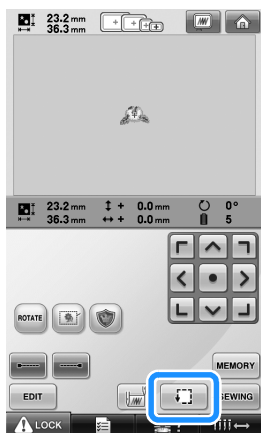 23.2 mm
36.3 mm
23.2 mm + 0.0 mm 0°
36.3 mm + 0.0 mm 5
ROTATE
MEMORY
EDIT EWING
LOCK ?